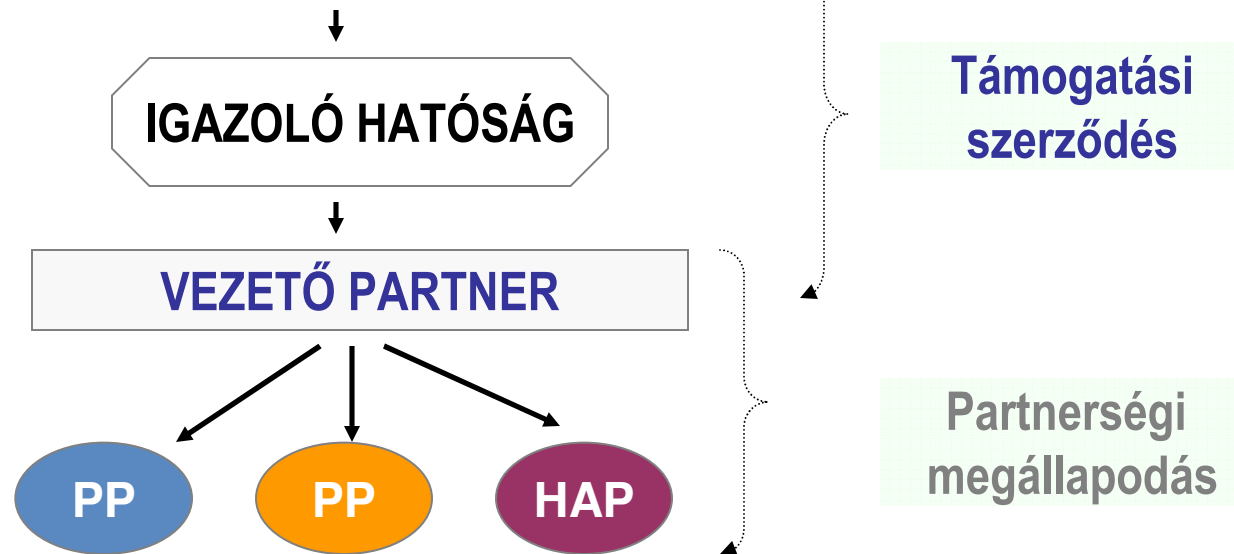 IGAZOLÓ HATÓSÁG
Támogatási
szerződés
VEZETŐ PARTNER
PP
PP
HAP
Partnerségi
megállapodás